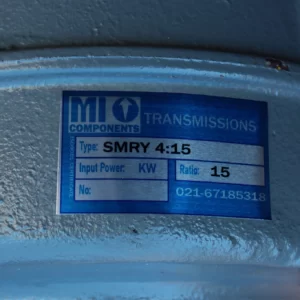 MI TRANSMISSIONS
COMPONENTS
Type: SMRY 4:15
Input Power: KW Ratio: 15
No: 021-67185318